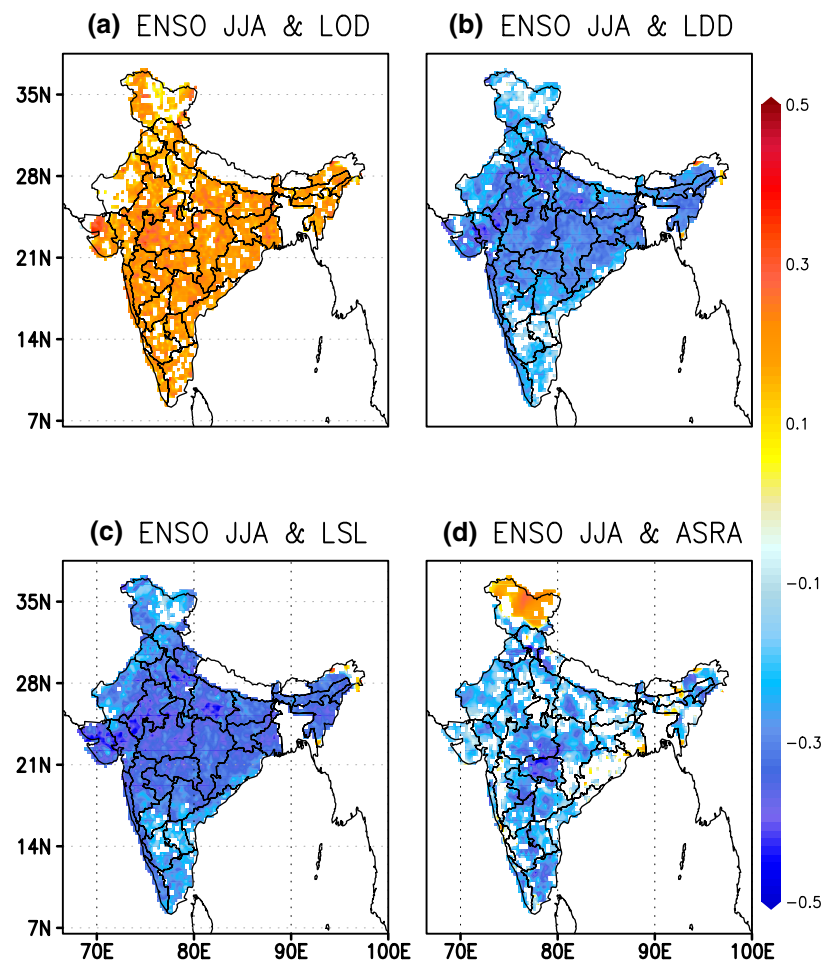 (a) ENSO JJA & LOD
(b) ENSO JJA & LDD
35N
28N
21N
14N
7N
0.5
0.3
0.1
-0.1
-0.3
-0.5
(c) ENSO JJA & LSL
(d) ENSO JJA & ASRA
35N
28N
21N
14N
7N
70E
80E
90E
100E
70E
80E
90E
100E